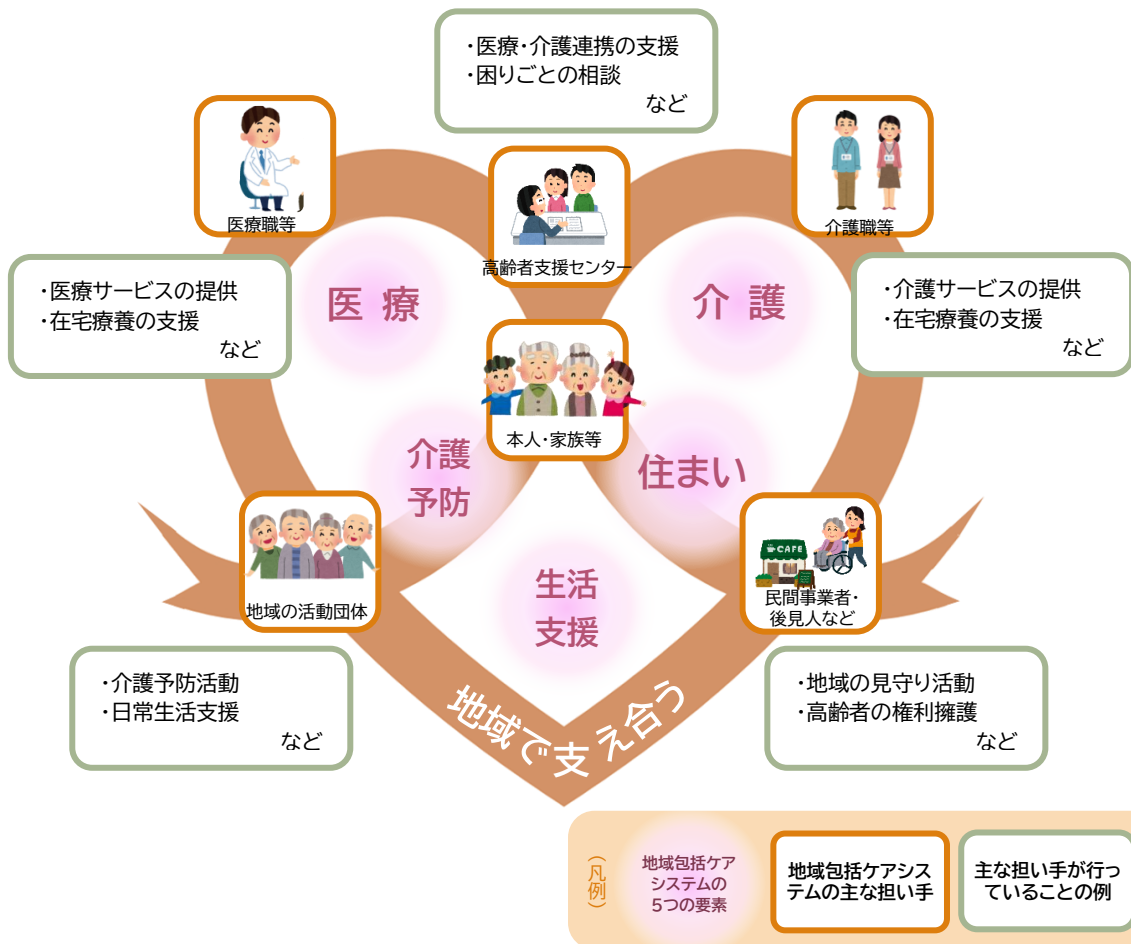 ・医療・介護連携の支援
・困りごとの相談
など
医療職等
高齢者支援センター
介護職等
・医療サービスの提供
・在宅療養の支援
など
医療
介護
・介護サービスの提供
・在宅療養の支援
など
本人・家族等
介護
予防
住まい
地域の活動団体
生活
支援
CAFE
民間事業者・
後見人など
・介護予防活動
・日常生活支援
など
地域で支え合う
・地域の見守り活動
・高齢者の権利擁護
など
(凡例)
地域包括ケア
システムの
5つの要素
地域包括ケアシス
テムの主な担い手
主な担い手が行っ
ていることの例